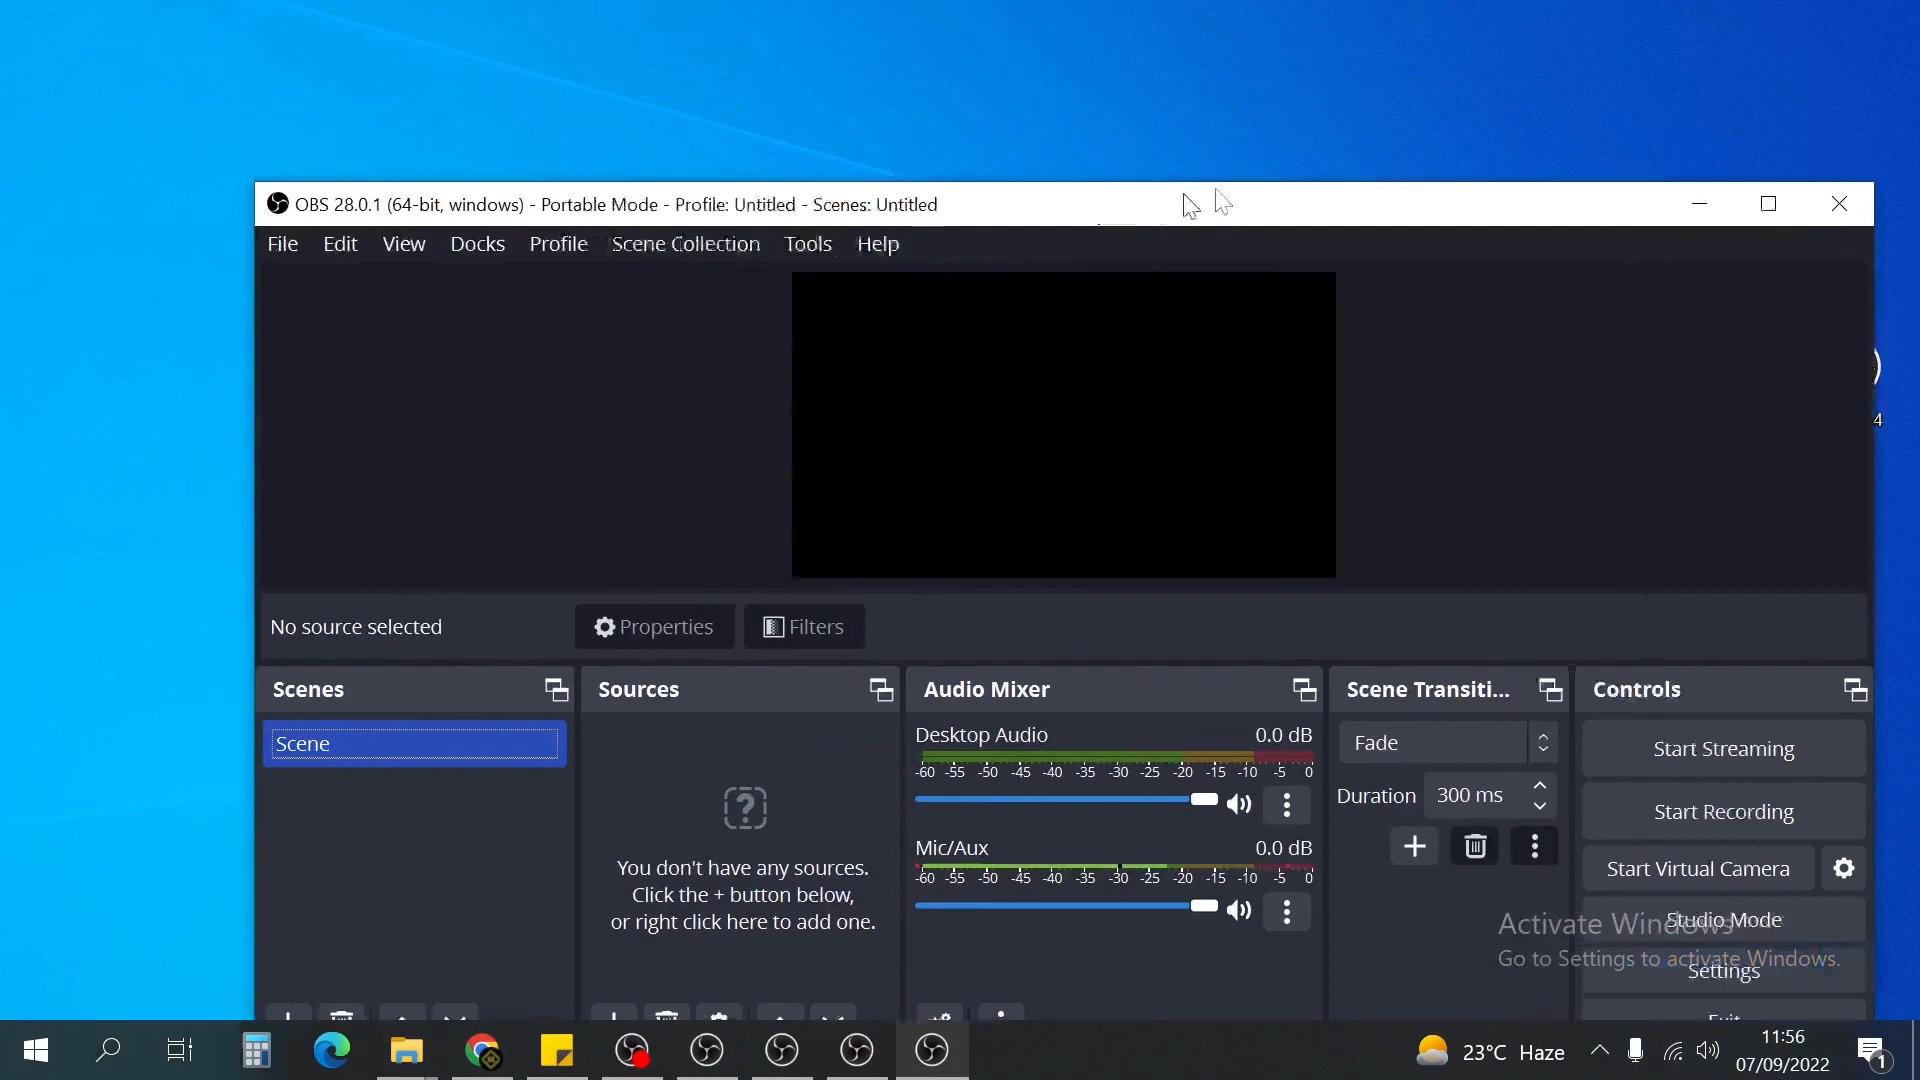 OBS 28.0.1 (64-bit, windows) - Portable Mode - Profile: Untitled - Scenes: Untitled
File Edit View Docks Profile Scene Collection Tools Help
4
No source selected Properties Filters
Scenes
Scene
Sources
You don't have any sources.
Click the + button below,
or right click here to add one.
Audio Mixer
Desktop Audio 0.0 dB
-60 -55 -50 -45 -40 -35 -30 -25 -20 -15 -10 -5 0
Mic/Aux 0.0 dB
-60 -55 -50 -45 -40 -35 -30 -25 -20 -15 -10 -5 0
Scene Transiti...
Fade
Duration 300 ms
Controls
Start Streaming
Start Recording
Start Virtual Camera
Studio Mode
Settings
Exit
Activate Windows
Go to Settings to activate Windows.
23°C Haze
11:56
07/09/2022
1